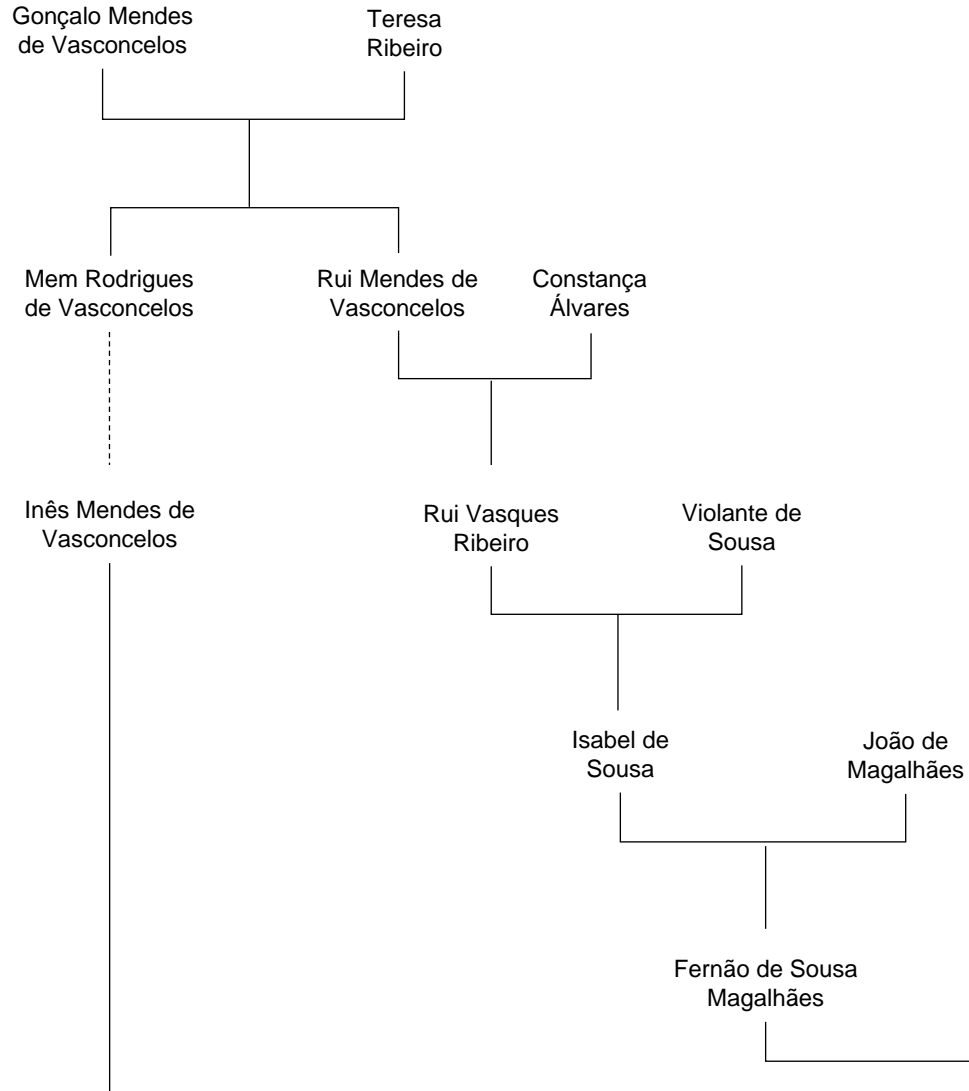 Gonçalo Mendes
de Vasconcelos
Teresa
Ribeiro
Mem Rodrigues
de Vasconcelos
Rui Mendes de
Vasconcelos
Constança
Álvares
Inês Mendes de
Vasconcelos
Rui Vasques
Ribeiro
Violante de
Sousa
Isabel de
Sousa
João de
Magalhães
Fernão de Sousa
Magalhães